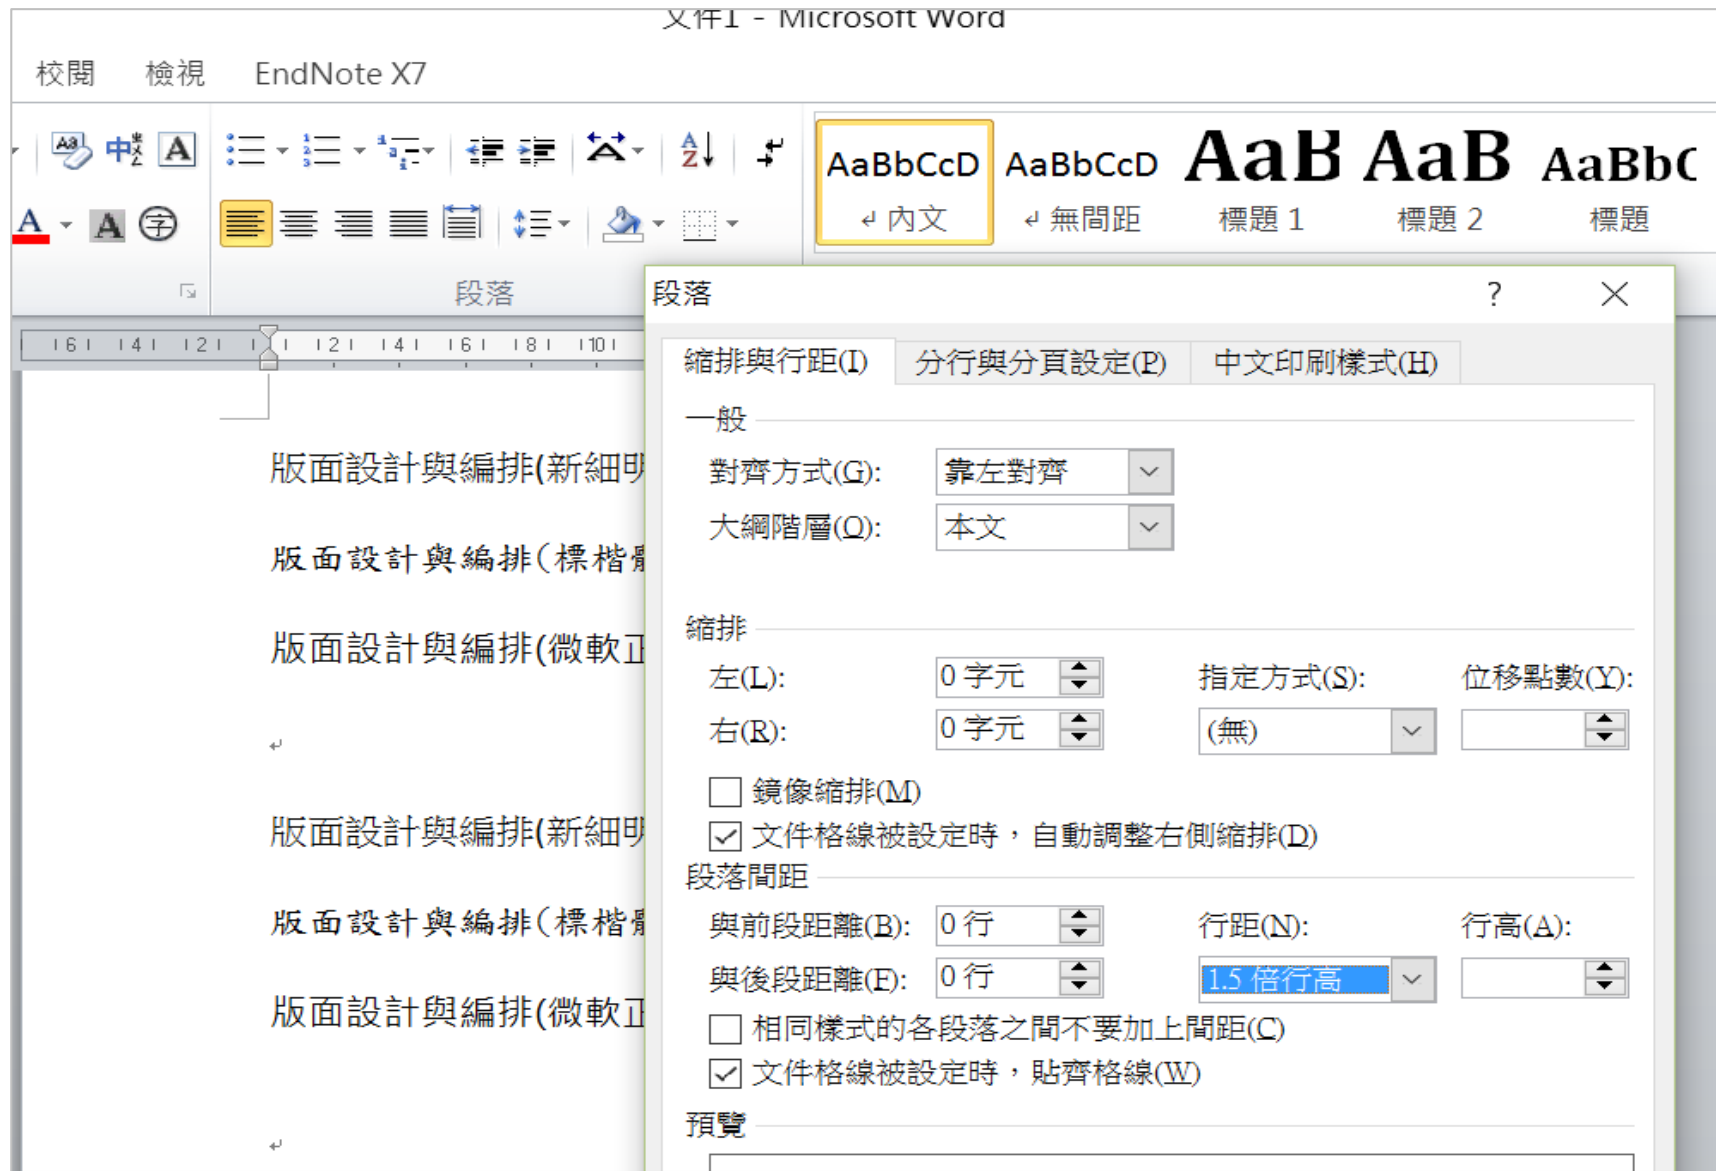 文件1 - Microsoft Word
校閱 檢視 EndNote X7
AaBbCcD AaBbCcD AaB AaB AaBbC
內文 無間距 標題 1 標題 2 標題
段落
段落 ?
6 4 2 2 4 6 8 10
縮排與行距(I) 分行與分頁設定(P) 中文印刷樣式(H)
一般
對齊方式(G): 靠左對齊
大綱階層(O): 本文
縮排
左(L): 0 字元 指定方式(S): 位移點數(Y):
右(R): 0 字元 (無)
鏡像縮排(M)
文件格線被設定時，自動調整右側縮排(D)
段落間距
與前段距離(B): 0 行 行距(N): 行高(A):
與後段距離(F): 0 行 1.5 倍行高
相同樣式的各段落之間不要加上間距(C)
文件格線被設定時，貼齊格線(W)
預覽
版面設計與編排(新細明
版面設計與編排(標楷體
版面設計與編排(微軟正
版面設計與編排(新細明
版面設計與編排(標楷體
版面設計與編排(微軟正